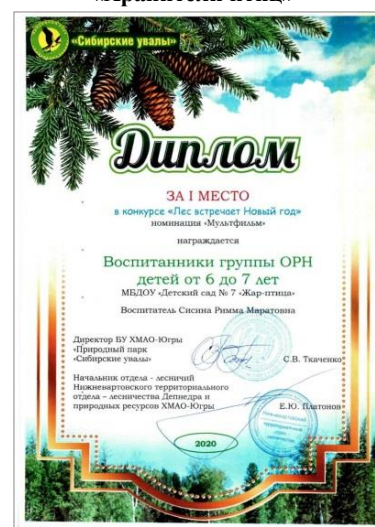 «Хранители птиц»
«Сибирские увалы»
Диплом
ЗА I МЕСТО
в конкурсе «Лес встречает Новый год»
номинация «Мультфильм»
награждается
Воспитанники группы ОРН
детей от 6 до 7 лет
МБДОУ «Детский сад № 7 «Жар-птица»
Воспитатель Сисина Римма Маратовна
Директор БУ ХМАО-Югры
«Природный парк
«Сибирские увалы»
С.В. Ткаченко
Начальник отдела - лесничий
Нижневартовского территориального
отдела – лесничества Депнедра и
природных ресурсов ХМАО-Югры
Е.Ю. Платонов
2020